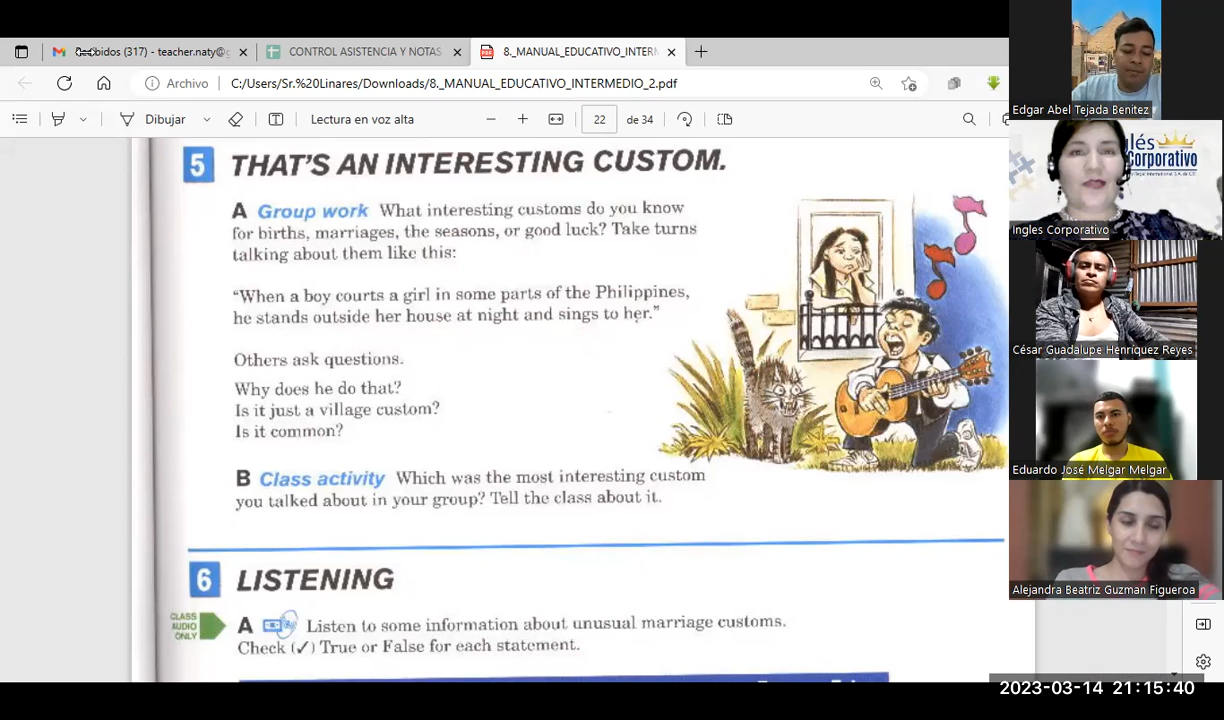 Recibidos (317) - teacher.naty@g
CONTROL ASISTENCIA Y NOTAS
8._MANUAL_EDUCATIVO_INTERM
Archivo
C:/Users/Sr.%20Linares/Downloads/8._MANUAL_EDUCATIVO_INTERMEDIO_2.pdf
Dibujar
Lectura en voz alta
22
de 34
5 THAT'S AN INTERESTING CUSTOM.
A Group work What interesting customs do you know
for births, marriages, the seasons, or good luck? Take turns
talking about them like this:
"When a boy courts a girl in some parts of the Philippines,
he stands outside her house at night and sings to her."
Others ask questions.
Why does he do that?
Is it just a village custom?
Is it common?
B Class activity Which was the most interesting custom
you talked about in your group? Tell the class about it.
6 LISTENING
CLASS
AUDIO
ONLY
A Listen to some information about unusual marriage customs.
Check (✓) True or False for each statement.
Edgar Abel Tejada Benítez
glés
Corporativo
Ingles Corporativo
César Guadalupe Henríquez Reyes
Eduardo José Melgar Melgar
Alejandra Beatriz Guzman Figueroa
2023-03-14 21:15:40